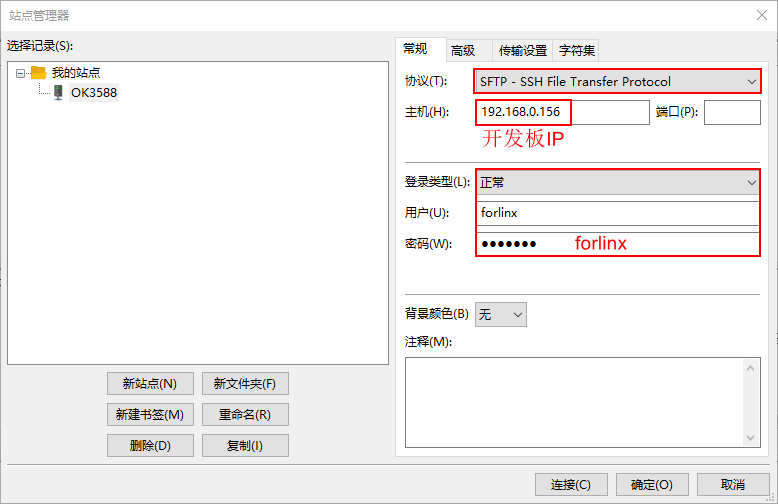 站点管理器
选择记录(S):
我的站点
OK3588
新站点(N)
新文件夹(F)
新建书签(M)
重命名(R)
删除(D)
复制(I)
常规
高级
传输设置
字符集
协议(T):
SFTP - SSH File Transfer Protocol
主机(H):
192.168.0.156
端口(P):
开发板IP
登录类型(L):
正常
用户(U):
forlinx
密码(W):
●●●●●●●
forlinx
背景颜色(B)
无
注释(M):
连接(C)
确定(O)
取消